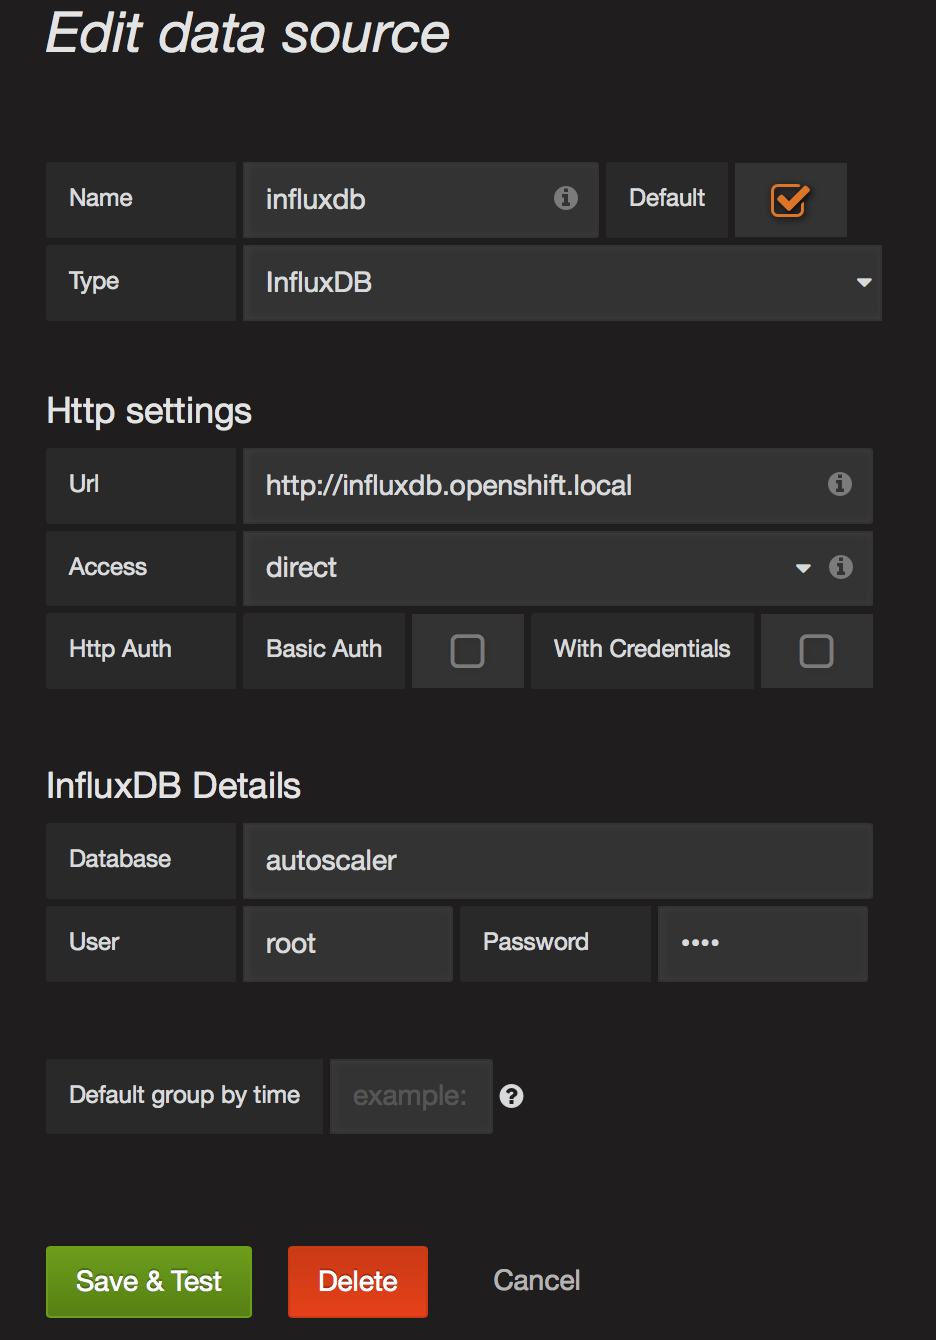 Edit data source
Name influxdb Default
Type InfluxDB
Http settings
Url http://influxdb.openshift.local
Access direct
Http Auth Basic Auth With Credentials
InfluxDB Details
Database autoscaler
User root Password ••••
Default group by time example:
Save & Test Delete Cancel